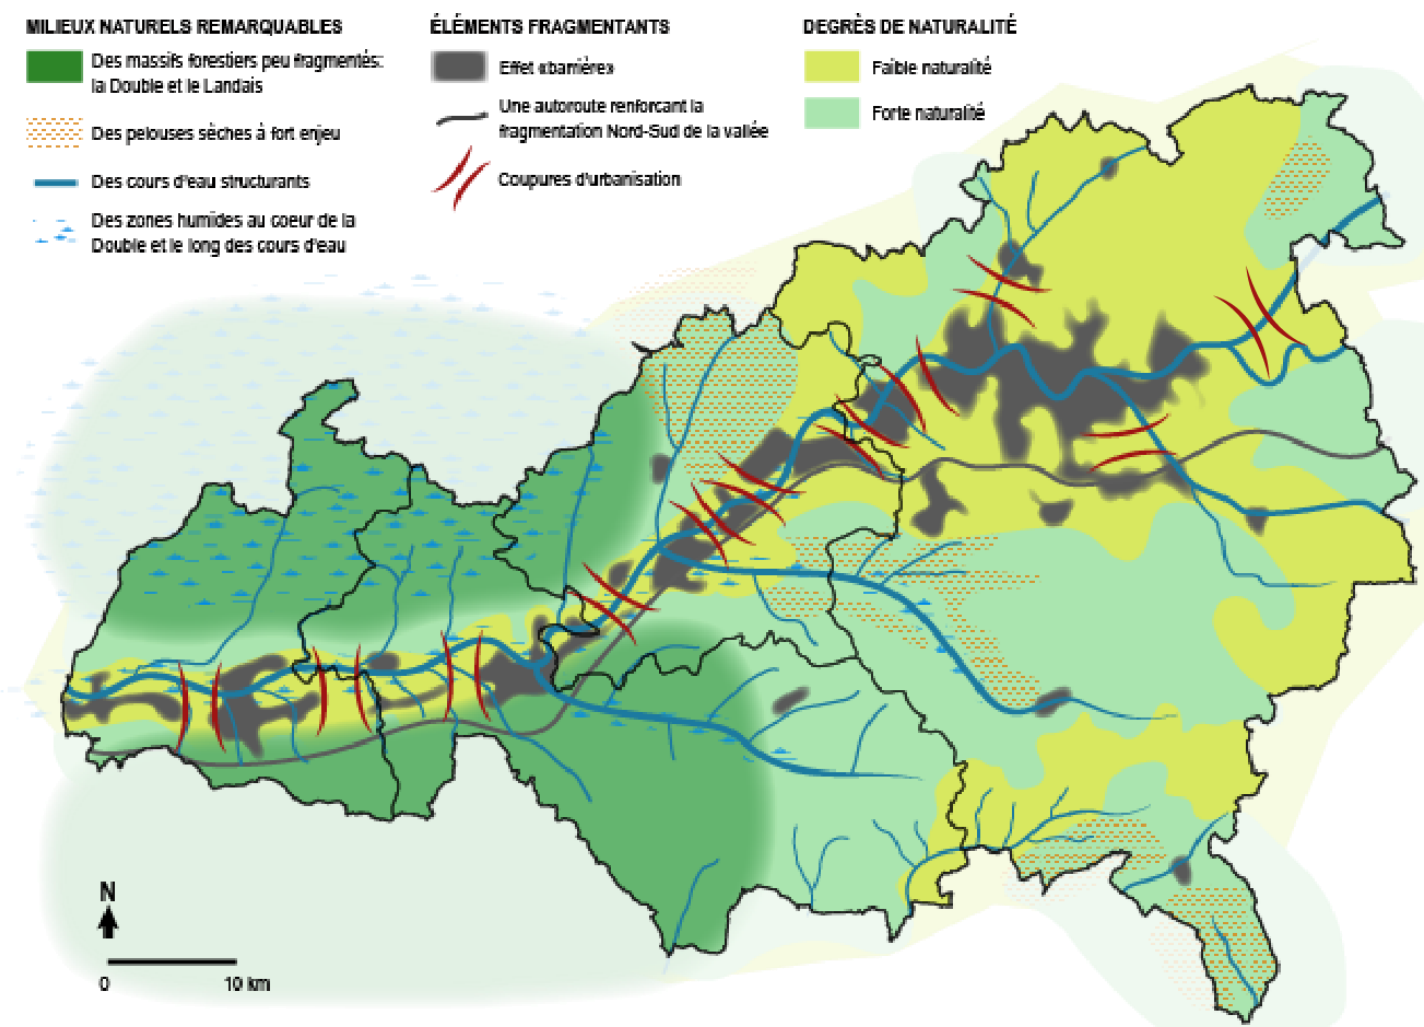 MILIEUX NATURELS REMARQUABLES
Des massifs forestiers peu fragmentés:
la Double et le Landais
Des pelouses sèches à fort enjeu
Des cours d'eau structurants
Des zones humides au coeur de la
Double et le long des cours d'eau
ÉLÉMENTS FRAGMENTANTS
Effet «barrière»
Une autoroute renforcant la
fragmentation Nord-Sud de la vallée
Coupures d'urbanisation
DEGRÈS DE NATURALITÉ
Faible naturalité
Forte naturalité
N
0 10 km